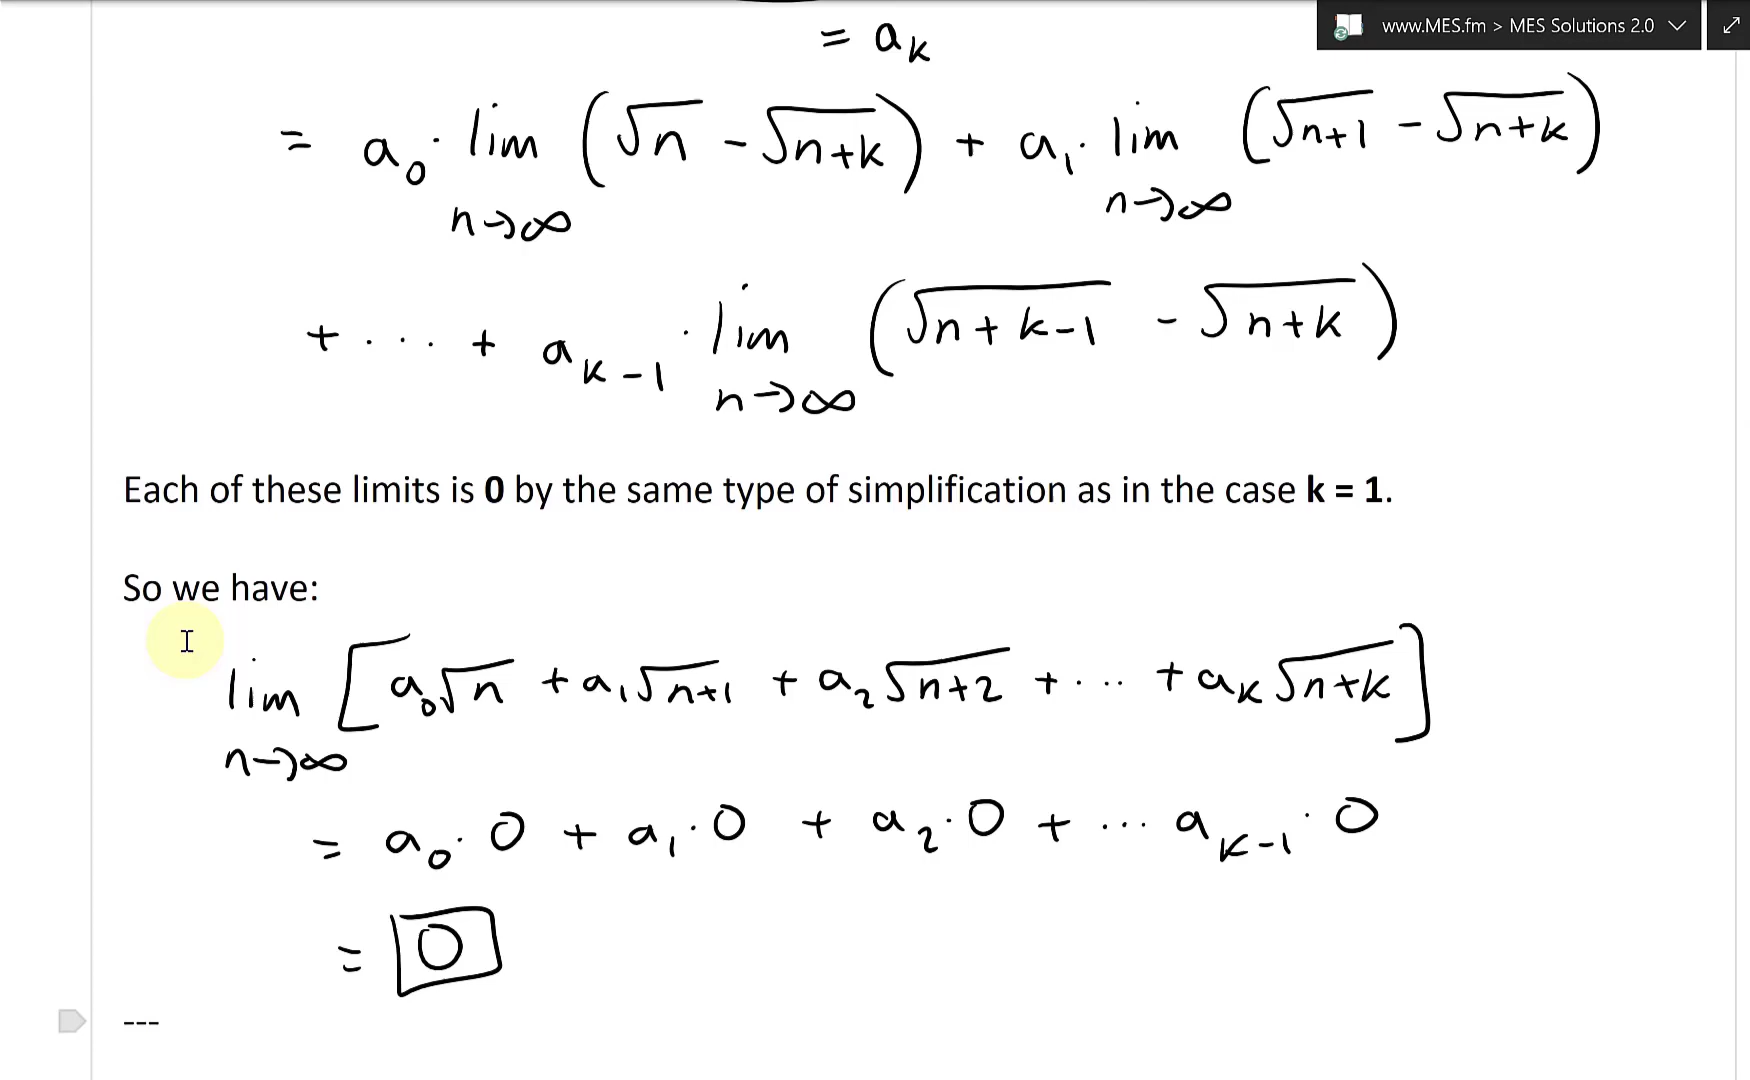 www.MES.fm > MES Solutions 2.0
= a_k
= a_0 · lim_{n→∞} (√n - √(n+k)) + a_1 · lim_{n→∞} (√(n+1) - √(n+k))
+ ··· + a_{k-1} · lim_{n→∞} (√(n+k-1) - √(n+k))
Each of these limits is 0 by the same type of simplification as in the case k = 1.
So we have:
lim_{n→∞} [a_0√n + a_1√(n+1) + a_2√(n+2) + ··· + a_k√(n+k)]
= a_0 · 0 + a_1 · 0 + a_2 · 0 + ··· a_{k-1} · 0
= 0
---